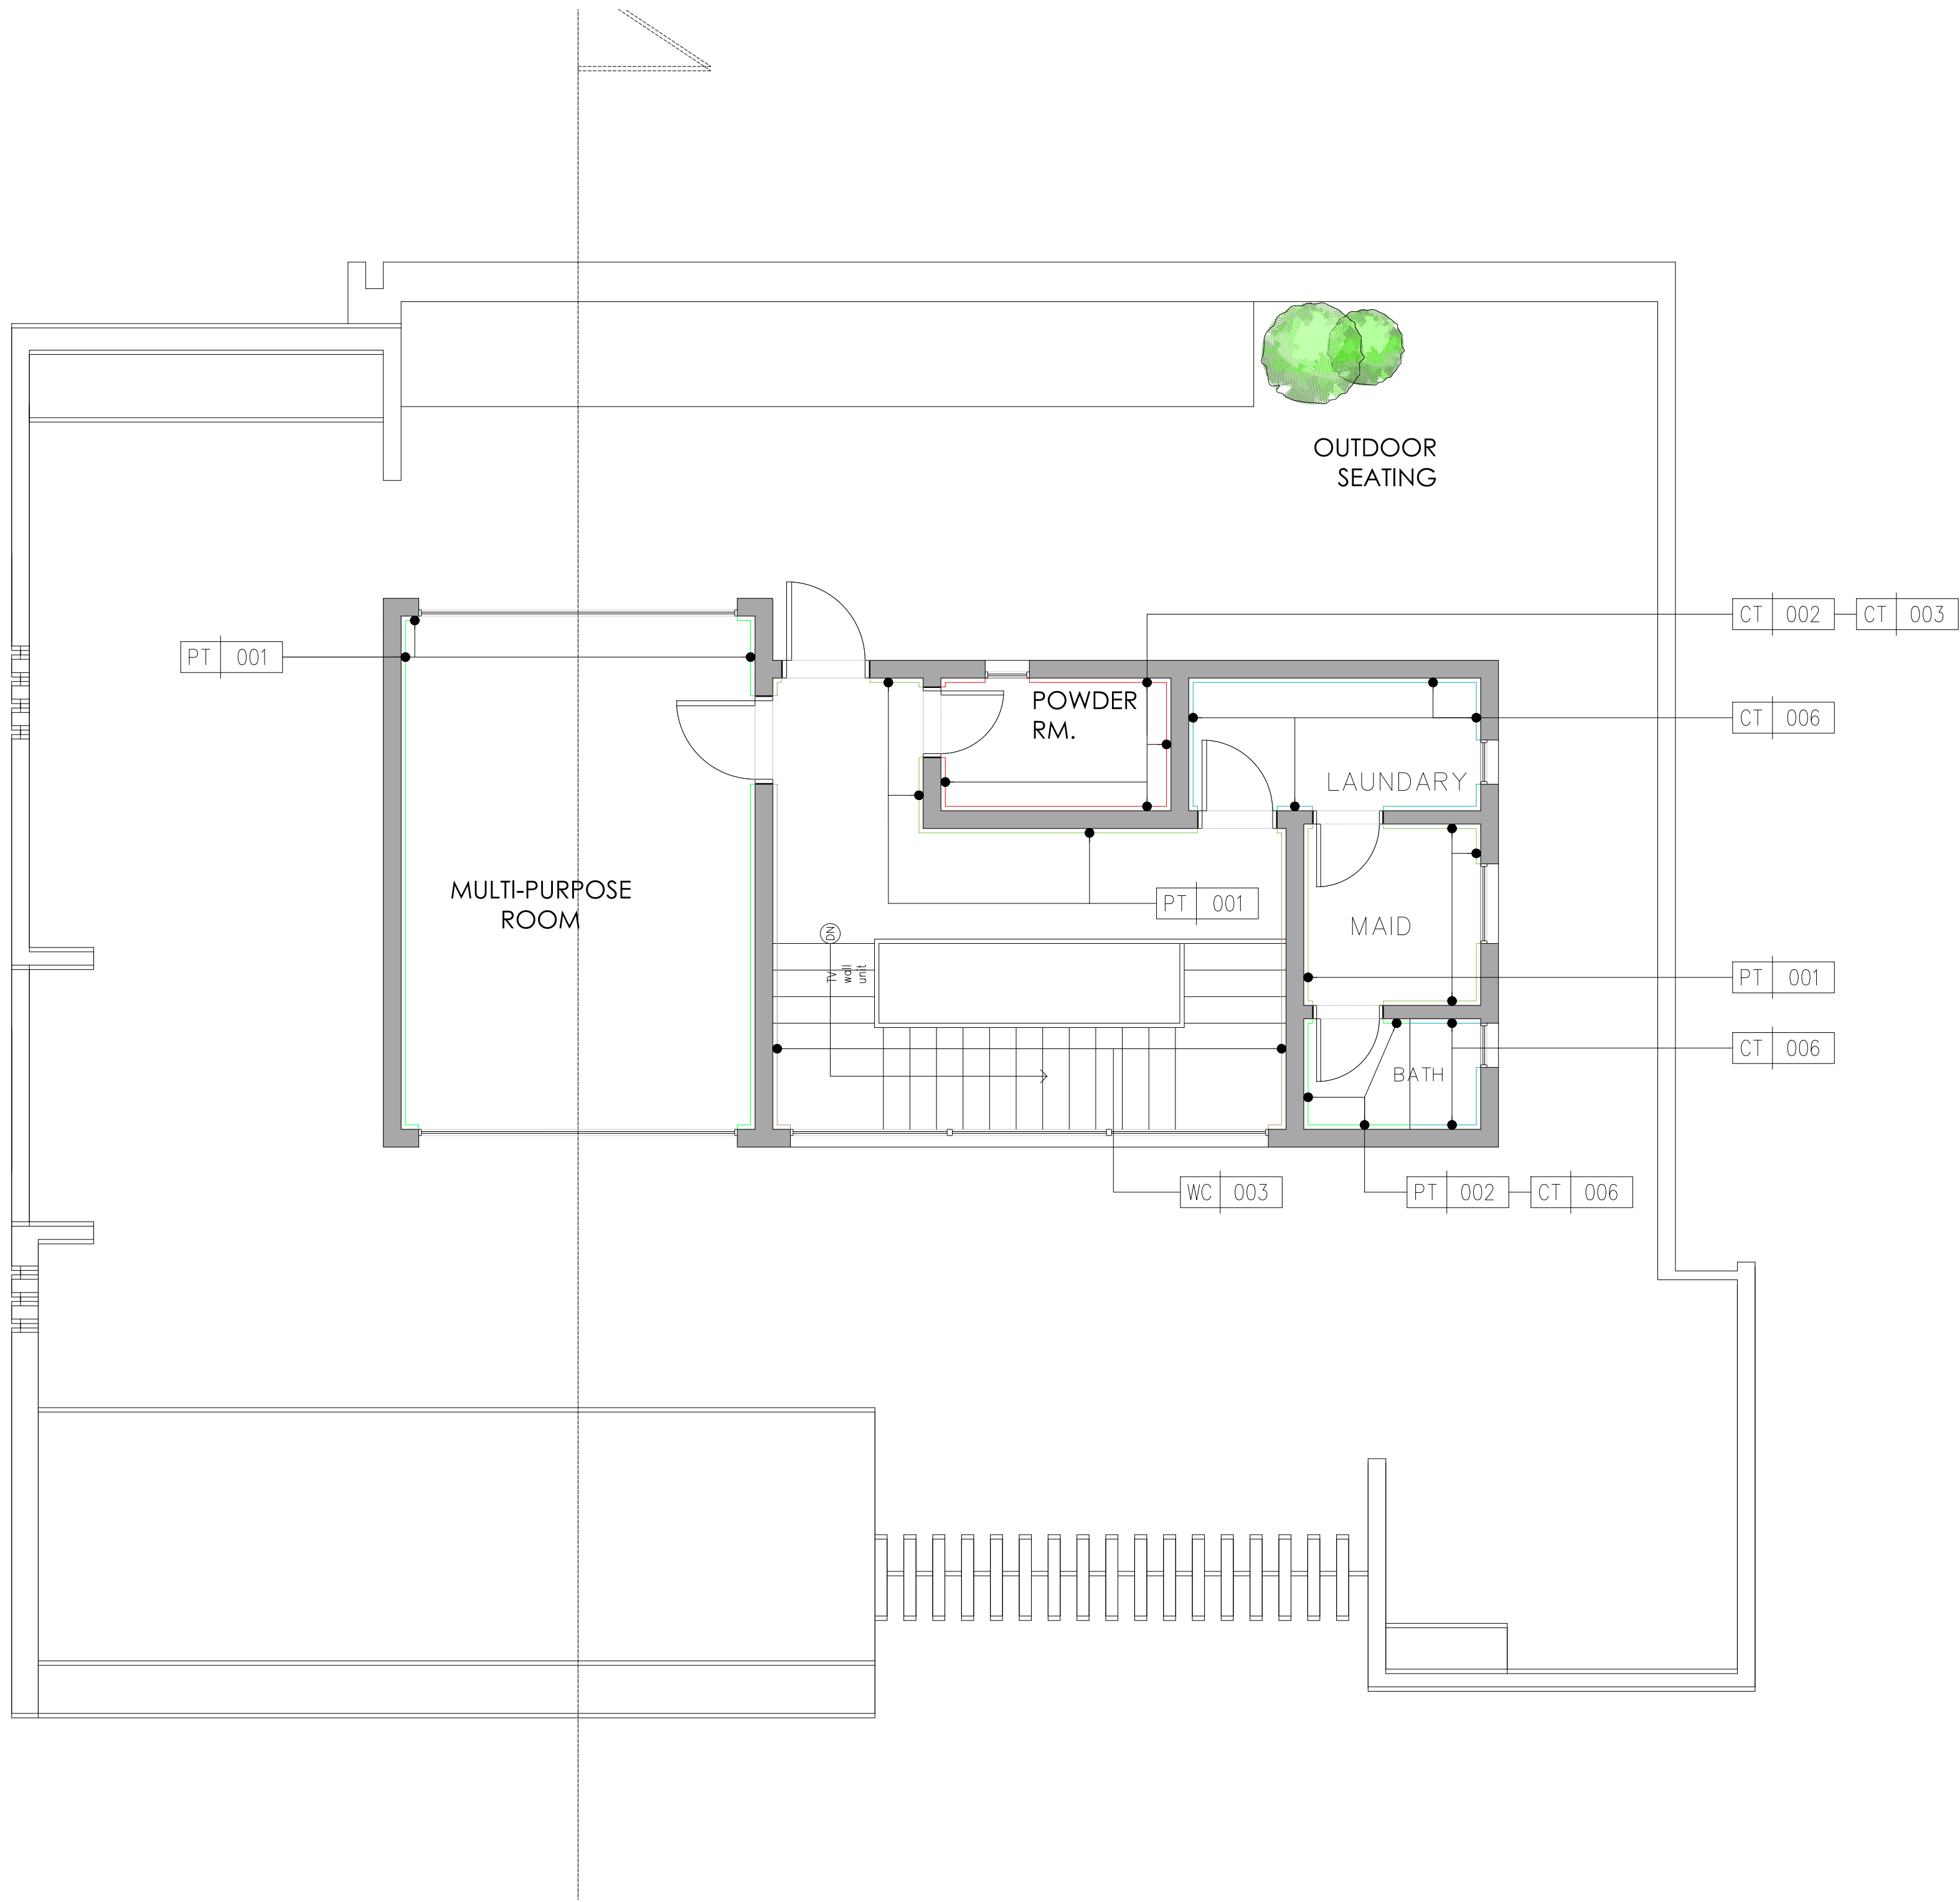 OUTDOOR
SEATING
CT 002 CT 003
PT 001
POWDER
RM.
CT 006
LAUNDARY
MULTI-PURPOSE
ROOM
PT 001
MAID
DN
TV
wall
unit
PT 001
CT 006
BATH
WC 003
PT 002 CT 006